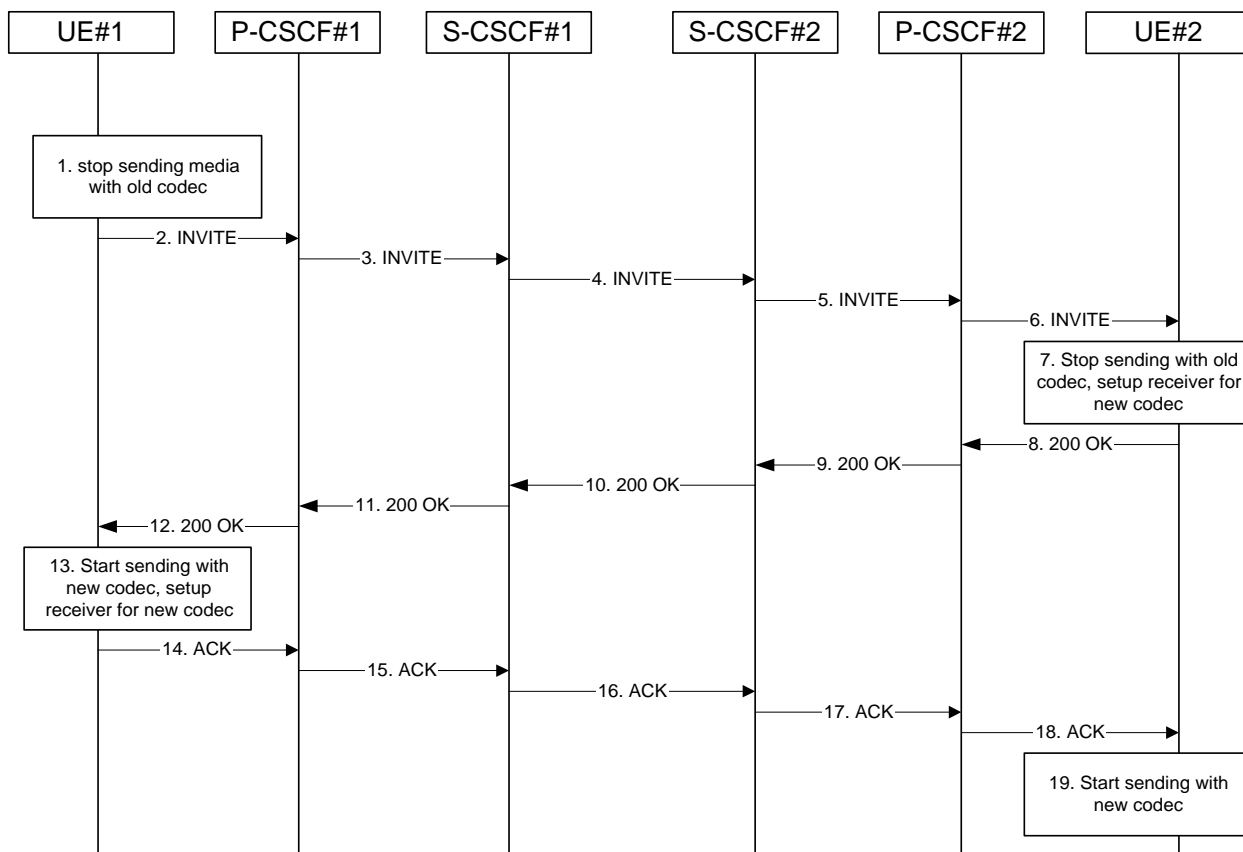 UE#1
P-CSCF#1
S-CSCF#1
S-CSCF#2
P-CSCF#2
UE#2
1. stop sending media
with old codec
2. INVITE
3. INVITE
4. INVITE
5. INVITE
6. INVITE
7. Stop sending with old
codec, setup receiver for
new codec
8. 200 OK
9. 200 OK
10. 200 OK
11. 200 OK
12. 200 OK
13. Start sending with
new codec, setup
receiver for new codec
14. ACK
15. ACK
16. ACK
17. ACK
18. ACK
19. Start sending with
new codec